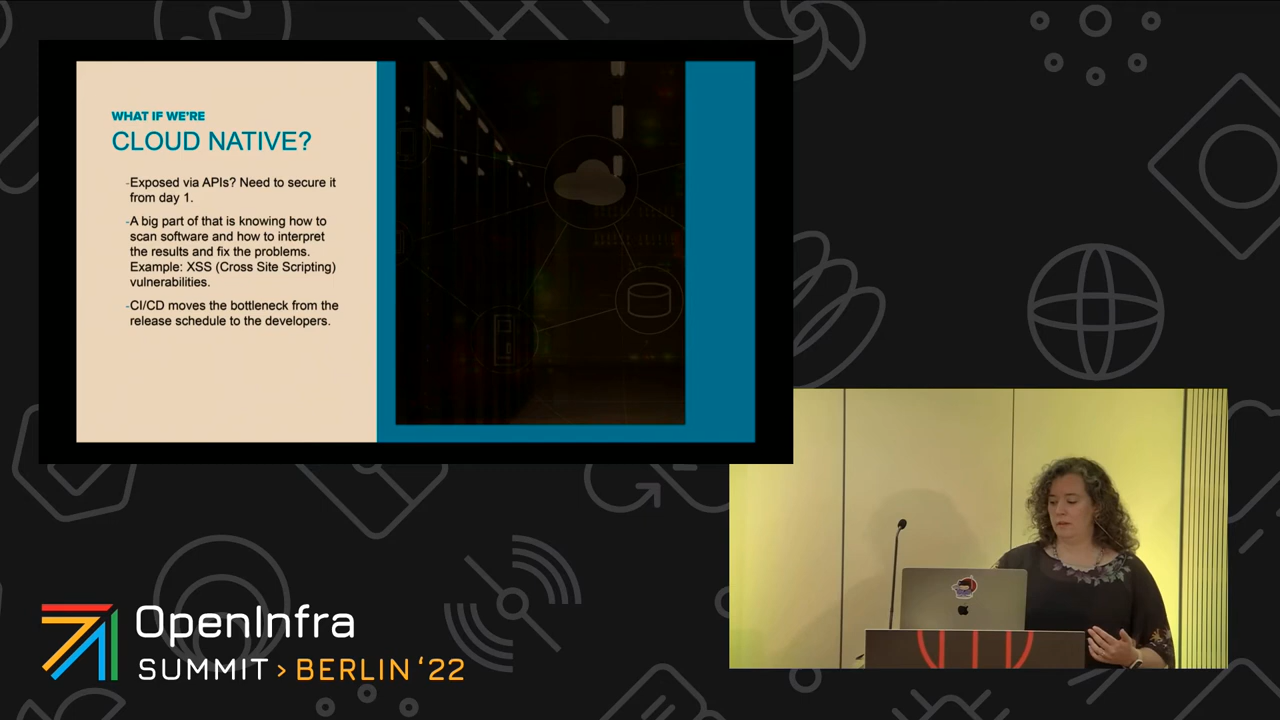 WHAT IF WE'RE
CLOUD NATIVE?
-Exposed via APIs? Need to secure it
from day 1.
-A big part of that is knowing how to
scan software and how to interpret
the results and fix the problems.
Example: XSS (Cross Site Scripting)
vulnerabilities.
-CI/CD moves the bottleneck from the
release schedule to the developers.
OpenInfra
SUMMIT > BERLIN '22